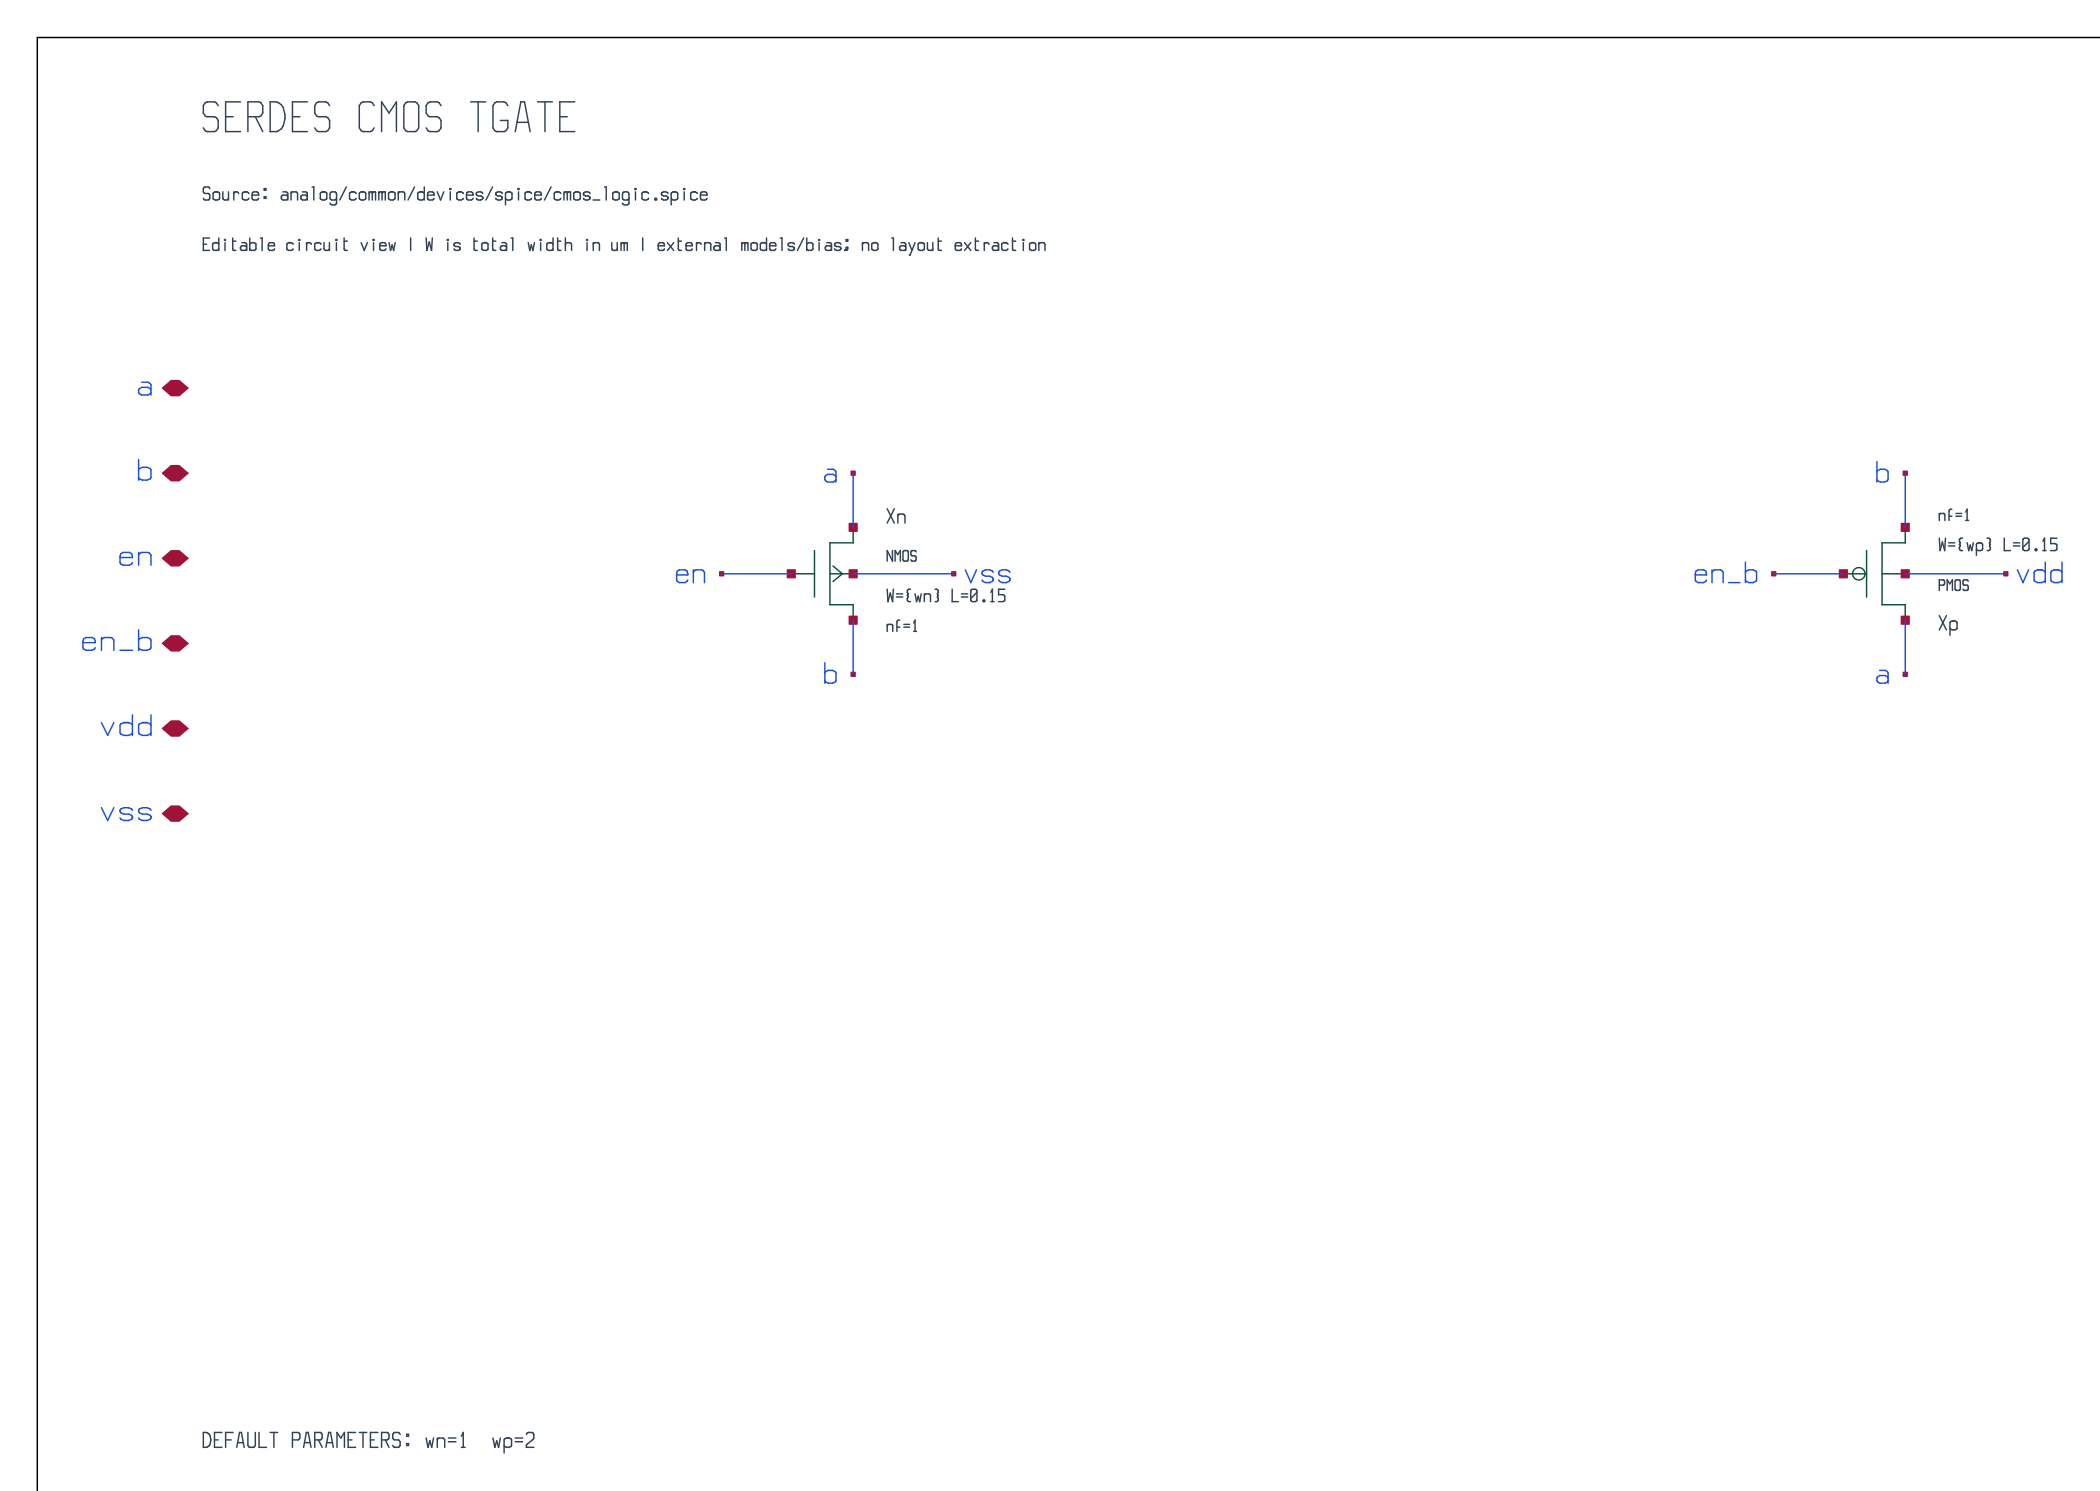 SERDES CMOS TGATE
Source: analog/common/devices/spice/cmos_logic.spice
Editable circuit view | W is total width in um | external models/bias; no layout extraction
a
b
en
en_b
vdd
vss
a
Xn
NMOS
en
vss
W={wn} L=0.15
nf=1
b
b
nf=1
W={wp} L=0.15
en_b
vdd
PMOS
Xp
a
DEFAULT PARAMETERS: wn=1 wp=2